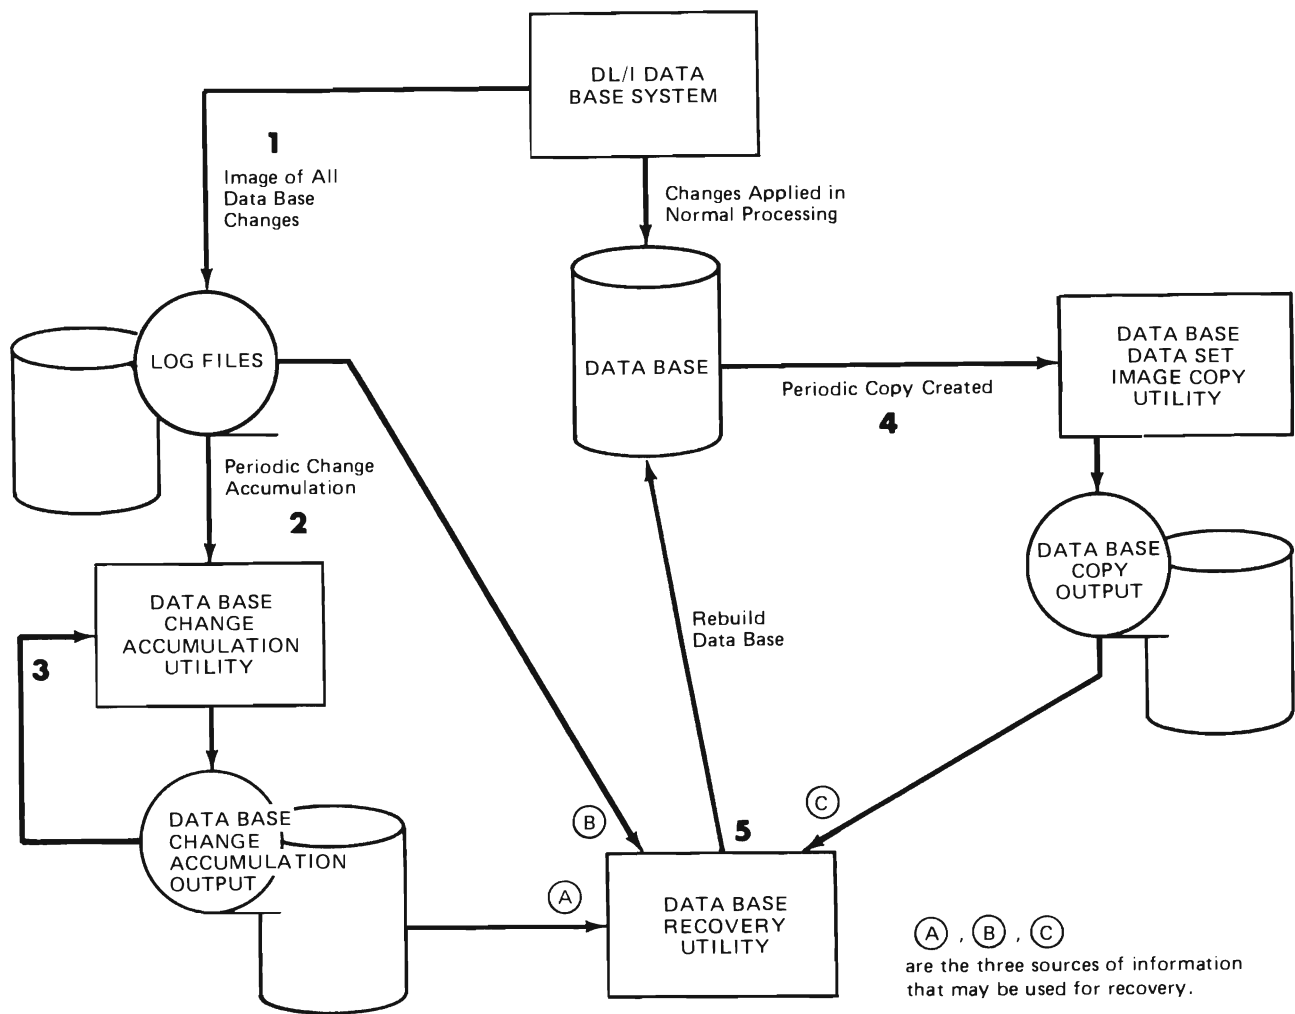 DL/I DATA
BASE SYSTEM
1
Image of All
Data Base
Changes
Changes Applied in
Normal Processing
LOG FILES
DATA BASE
DATA BASE
DATA SET
IMAGE COPY
UTILITY
Periodic Copy Created
4
Periodic Change
Accumulation
2
DATA BASE
COPY
OUTPUT
DATA BASE
CHANGE
ACCUMULATION
UTILITY
3
Rebuild
Data Base
DATA BASE
CHANGE
ACCUMULATION
OUTPUT
B
C
5
A
DATA BASE
RECOVERY
UTILITY
A , B , C
are the three sources of information
that may be used for recovery.